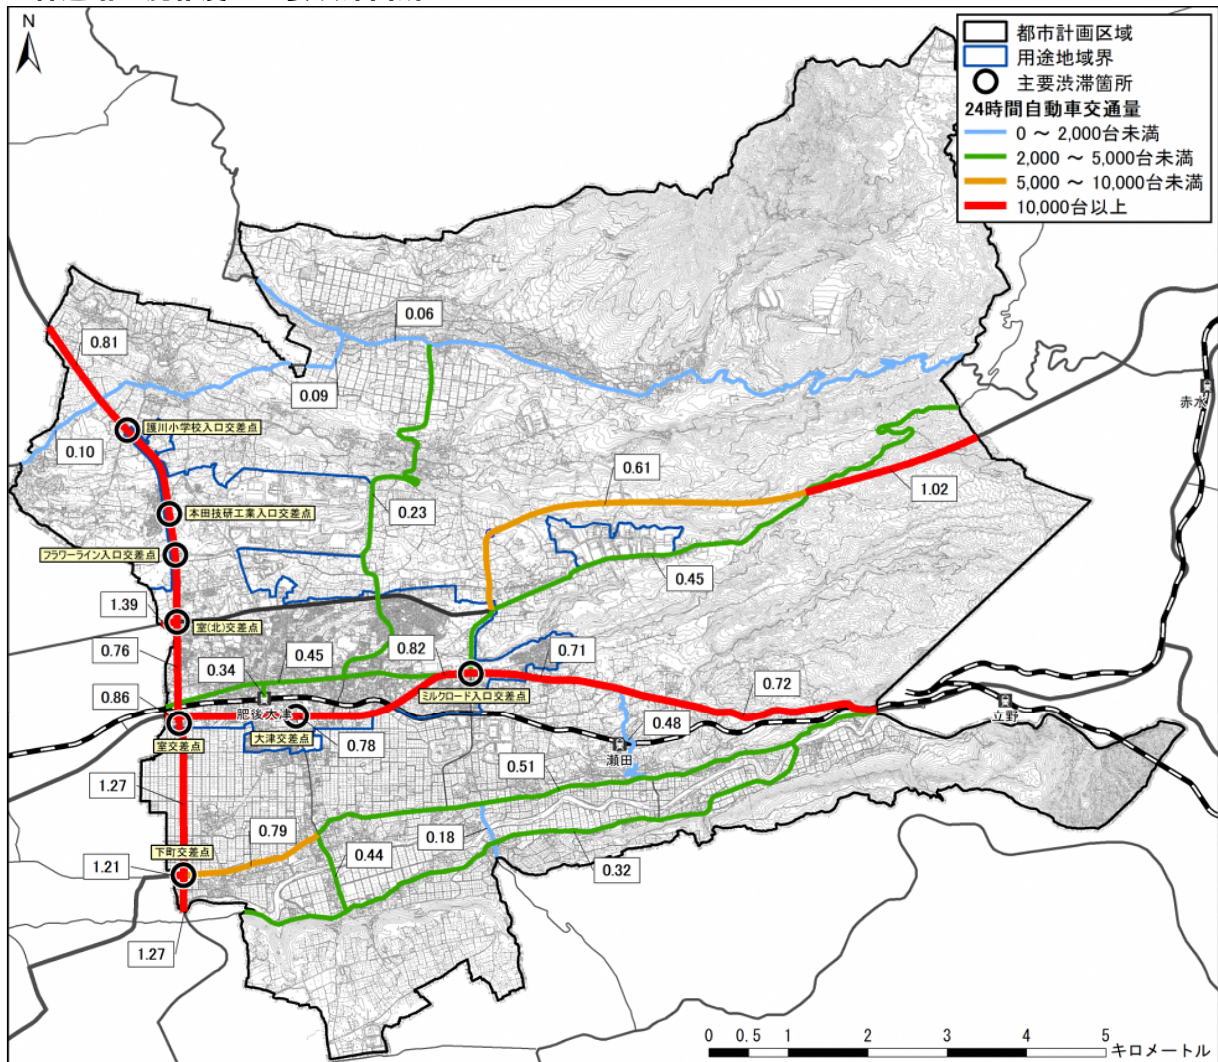 N
都市計画区域
用途地域界
主要渋滞箇所
24時間自動車交通量
0 ～ 2,000台未満
2,000 ～ 5,000台未満
5,000 ～ 10,000台未満
10,000台以上
0.06
0.81
0.09
赤水
護川小学校入口交差点
0.10
0.61
1.02
本田技研工業入口交差点
0.23
フラワーライン入口交差点
0.45
1.39
室(北)交差点
0.76
0.34
0.45
0.82
0.71
ミルクロード入口交差点
0.86
肥後大津
0.72
立野
室交差点
大津交差点
0.78
0.48
瀬田
0.51
1.27
0.79
0.18
下町交差点
1.21
0.44
0.32
1.27
0 0.5 1 2 3 4 5
キロメートル